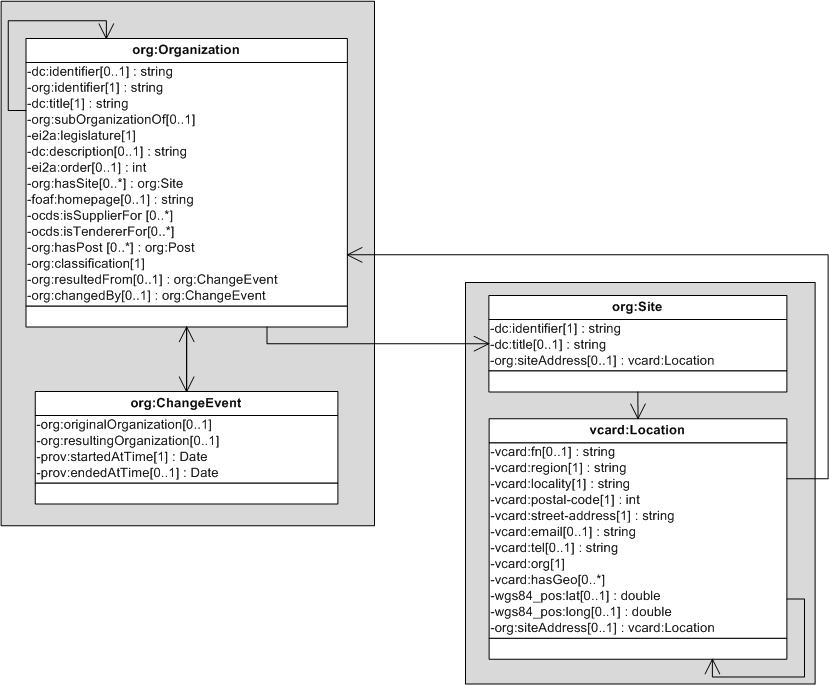 org:Organization
-dc:identifier[0..1] : string
-org:identifier[1] : string
-dc:title[1] : string
-org:subOrganizationOf[0..1]
-ei2a:legislature[1]
-dc:description[0..1] : string
-ei2a:order[0..1] : int
-org:hasSite[0..*] : org:Site
-foaf:homepage[0..1] : string
-ocds:isSupplierFor [0..*]
-ocds:isTendererFor[0..*]
-org:hasPost [0..*] : org:Post
-org:classification[1]
-org:resultedFrom[0..1] : org:ChangeEvent
-org:changedBy[0..1] : org:ChangeEvent
org:ChangeEvent
-org:originalOrganization[0..1]
-org:resultingOrganization[0..1]
-prov:startedAtTime[1] : Date
-prov:endedAtTime[0..1] : Date
org:Site
-dc:identifier[1] : string
-dc:title[0..1] : string
-org:siteAddress[0..1] : vcard:Location
vcard:Location
-vcard:fn[0..1] : string
-vcard:region[1] : string
-vcard:locality[1] : string
-vcard:postal-code[1] : int
-vcard:street-address[1] : string
-vcard:email[0..1] : string
-vcard:tel[0..1] : string
-vcard:org[1]
-vcard:hasGeo[0..*]
-wgs84_pos:lat[0..1] : double
-wgs84_pos:long[0..1] : double
-org:siteAddress[0..1] : vcard:Location